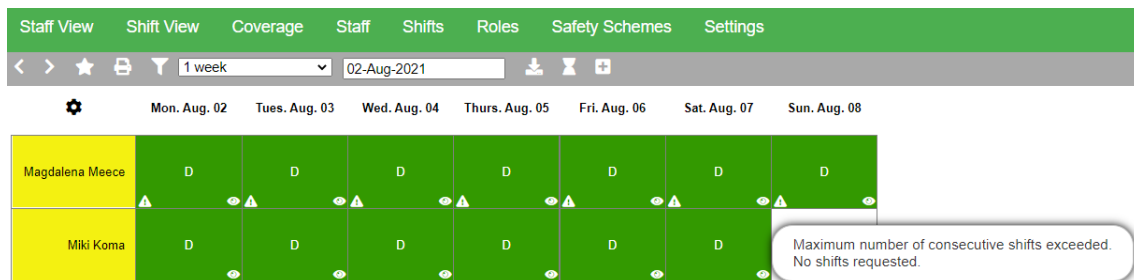 Staff View Shift View Coverage Staff Shifts Roles Safety Schemes Settings
1 week 02-Aug-2021
Mon. Aug. 02 Tues. Aug. 03 Wed. Aug. 04 Thurs. Aug. 05 Fri. Aug. 06 Sat. Aug. 07 Sun. Aug. 08
Magdalena Meece D D D D D D D
Miki Koma D D D D D D
Maximum number of consecutive shifts exceeded.
No shifts requested.